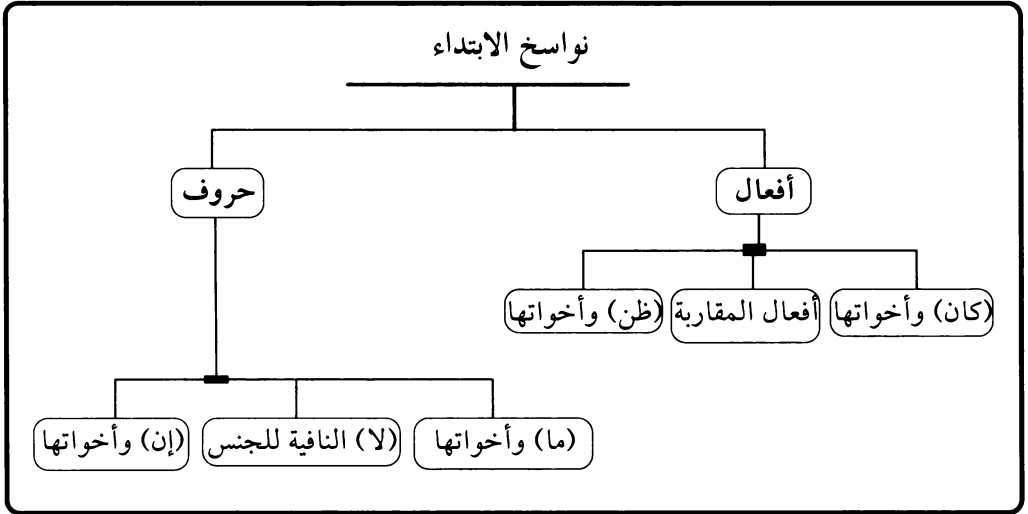 نواسخ الابتداء
أفعال
حروف
(كان) وأخواتها
أفعال المقاربة
(ظن) وأخواتها
(ما) وأخواتها
(لا) النافية للجنس
(إن) وأخواتها